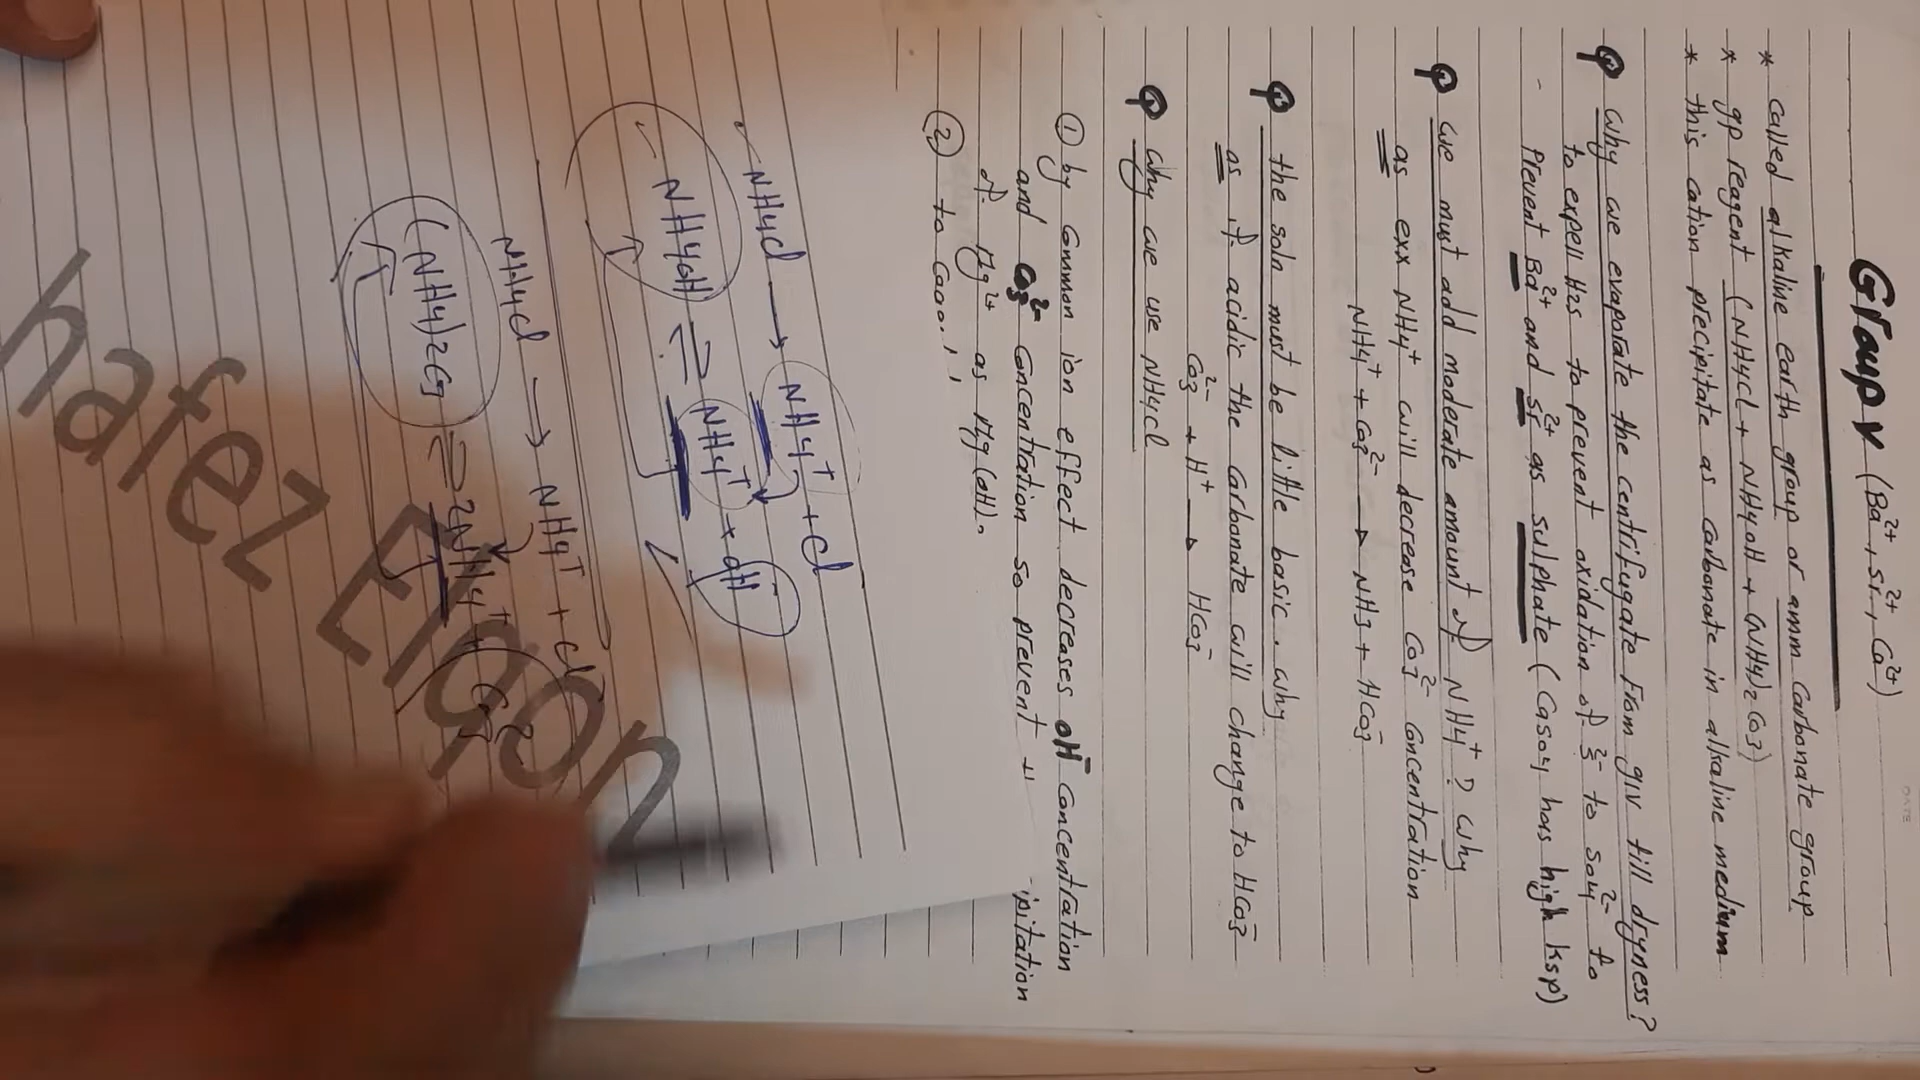 DATE
Group V (Ba²⁺, Sr²⁺, Ca²⁺)
* called alkaline earth group or amm carbonate group
* gp reagent (NH4Cl + NH4OH + (NH4)2CO3)
* this cation precipitate as carbonate in alkaline medium
Q why we evaporate the centrifugate From gIV till dryness?
to expell H2S to prevent oxidation of S²⁻ to SO4²⁻ to
- prevent Ba²⁺ and Sr²⁺ as sulphate (CaSO4 has high ksp)
Q we must add moderate amount of NH4⁺? why
as exx NH4⁺ will decrease CO3²⁻ concentration
NH4⁺ + CO3²⁻ → NH3 + HCO3⁻
Q the soln must be little basic. why
as if acidic the carbonate will change to HCO3⁻
CO3²⁻ + H⁺ → HCO3⁻
Q why we use NH4Cl
① by common ion effect decreases OH⁻ concentration
and CO3²⁻ concentration so prevent
ipitation
of Mg²⁺ as Mg(OH)2
② to
NH4Cl → NH4⁺ + Cl
NH4OH ⇌ NH4⁺ + OH⁻
NH4Cl → NH4⁺ + Cl
(NH4)2CO3 ⇌ 2NH4⁺ + CO3²⁻
hafez Elgon